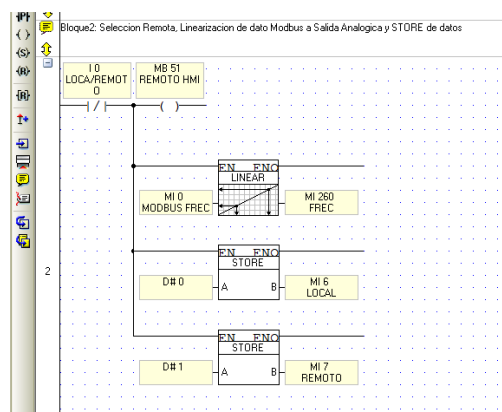 Bloque2: Seleccion Remota, Linearizacion de dato Modbus a Salida Analogica y STORE de datos
I 0
LOCA/REMOT
O
MB 51
REMOTO HMI
EN ENO
LINEAR
MI 0
MODBUS FREC
MI 260
FREC
EN ENO
STORE
D# 0
A
B
MI 6
LOCAL
2
EN ENO
STORE
D# 1
A
B
MI 7
REMOTO
{P}
( )
(S)
(R)
{R}